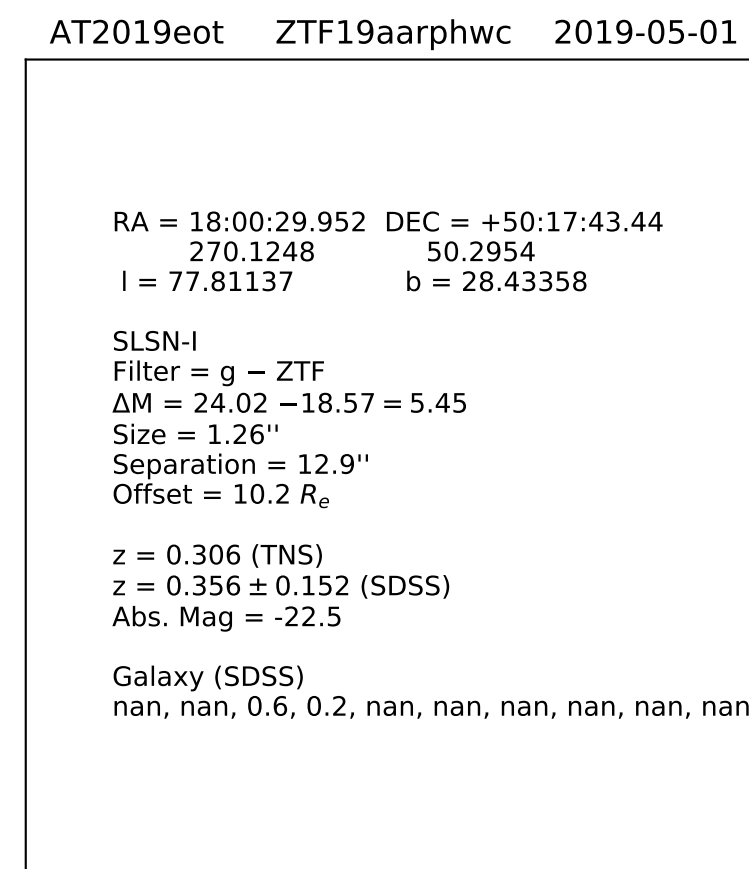 AT2019eot ZTF19aarphwc 2019-05-01
RA = 18:00:29.952 DEC = +50:17:43.44
270.1248 50.2954
l = 77.81137 b = 28.43358
SLSN-I
Filter = g − ZTF
ΔM = 24.02 −18.57 = 5.45
Size = 1.26''
Separation = 12.9''
Offset = 10.2 Re
z = 0.306 (TNS)
z = 0.356 ± 0.152 (SDSS)
Abs. Mag = -22.5
Galaxy (SDSS)
nan, nan, 0.6, 0.2, nan, nan, nan, nan, nan, nan